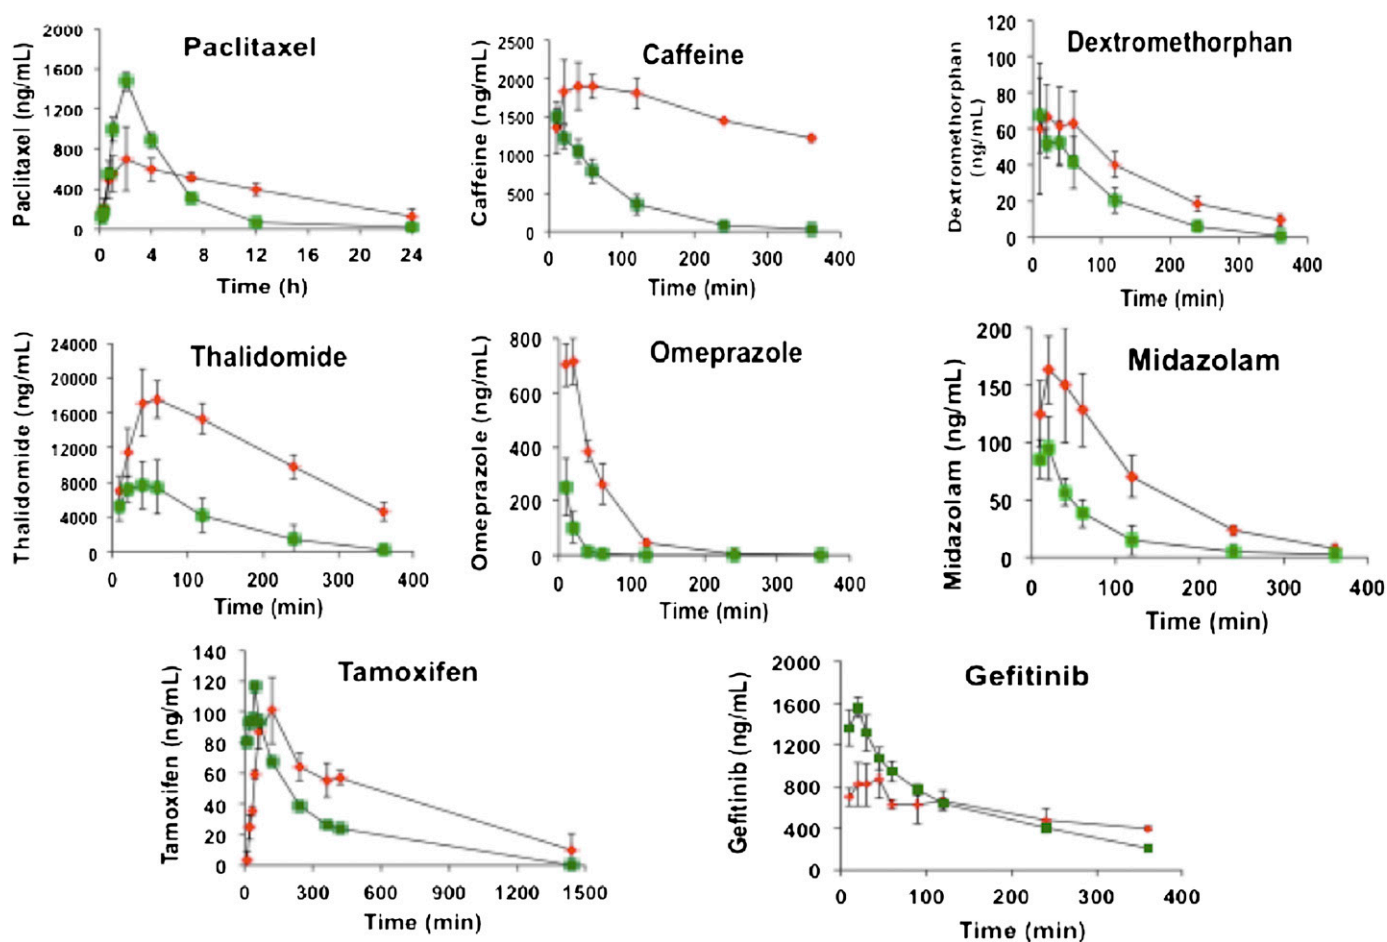 Paclitaxel
Paclitaxel (ng/mL)
2000
1600
1200
800
400
0
0 4 8 12 16 20 24
Time (h)
Caffeine
Caffeine (ng/mL)
2500
2000
1500
1000
500
0
0 100 200 300 400
Time (min)
Dextromethorphan
Dextromethorphan
(ng/mL)
120
100
80
60
40
20
0
0 100 200 300 400
Time (min)
Thalidomide
Thalidomide (ng/mL)
24000
20000
16000
12000
8000
4000
0
0 100 200 300 400
Time (min)
Omeprazole
Omeprazole (ng/mL)
800
600
400
200
0
0 100 200 300 400
Time (min)
Midazolam
Midazolam (ng/mL)
200
150
100
50
0
0 100 200 300 400
Time (min)
Tamoxifen
Tamoxifen (ng/mL)
140
120
100
80
60
40
20
0
0 300 600 900 1200 1500
Time (min)
Gefitinib
Gefitinib (ng/mL)
2000
1600
1200
800
400
0
0 100 200 300 400
Time (min)